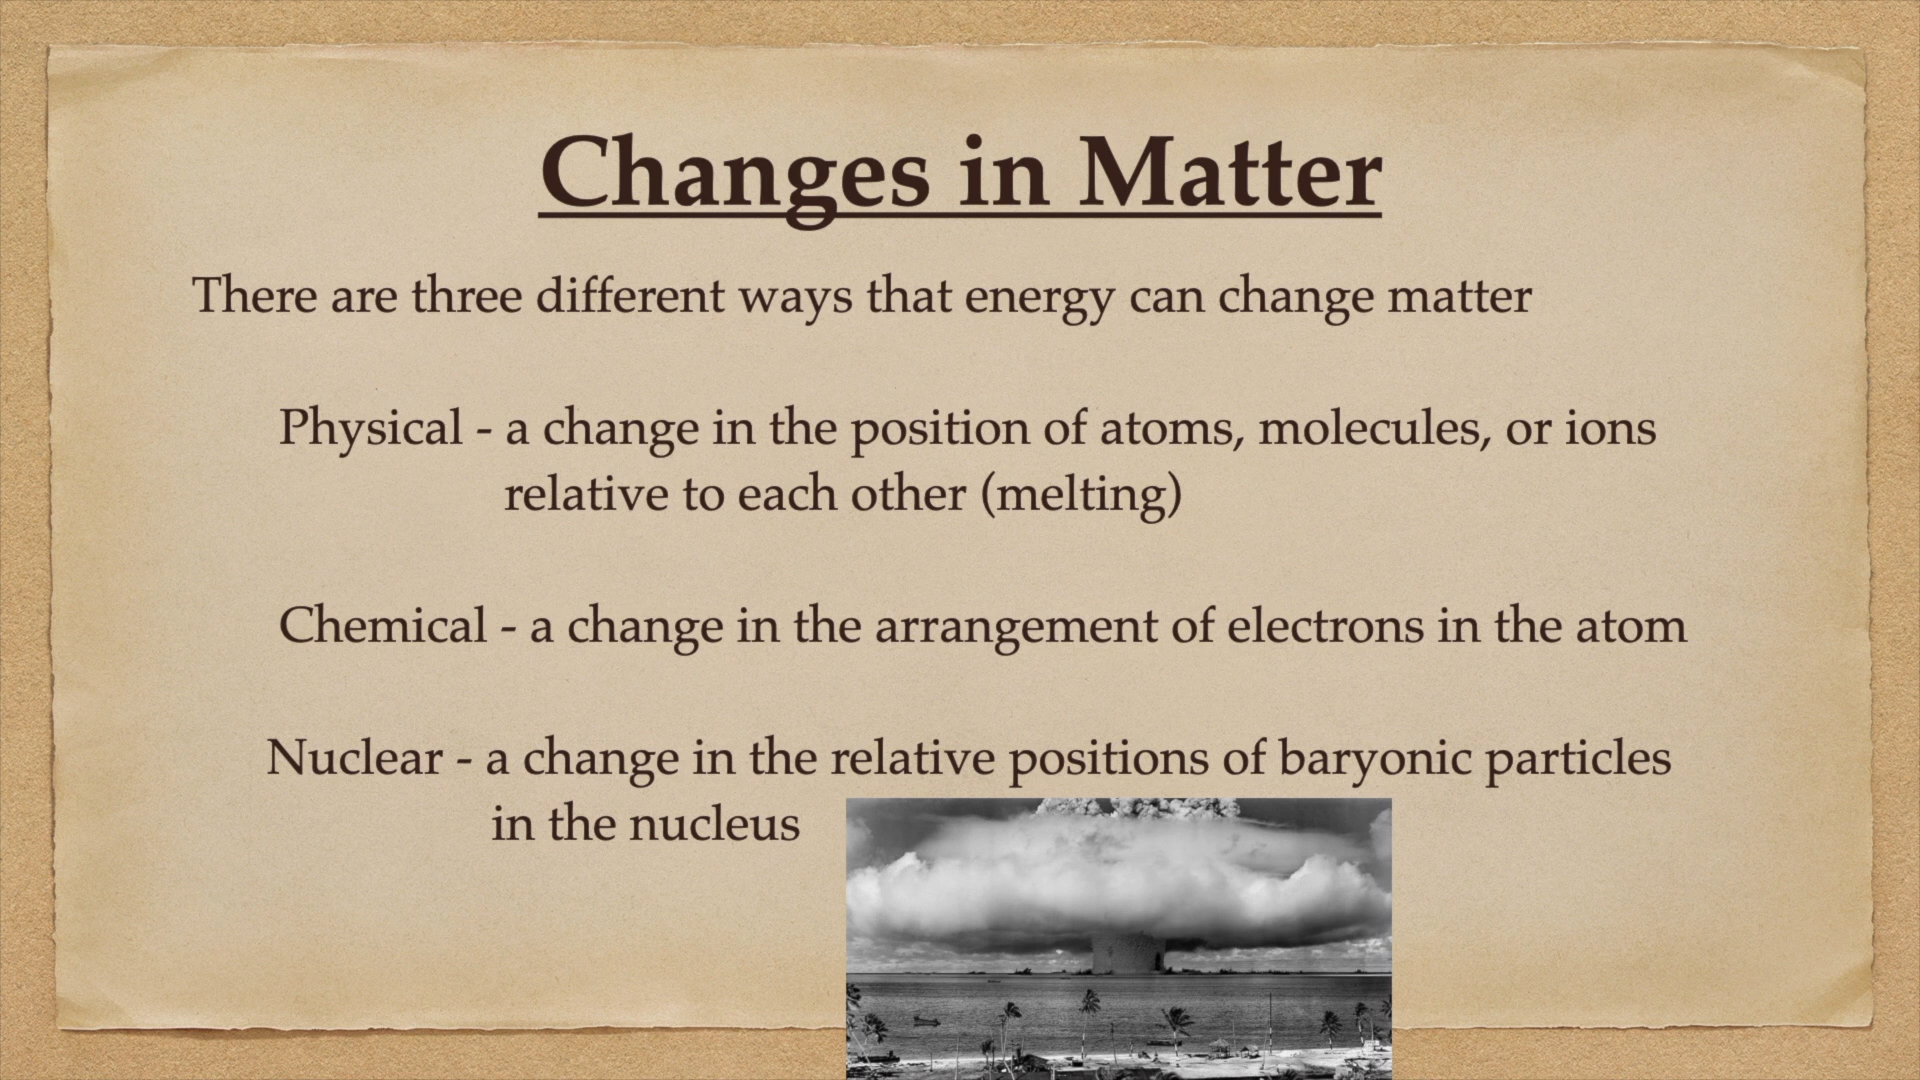 Changes in Matter
There are three different ways that energy can change matter
Physical - a change in the position of atoms, molecules, or ions
relative to each other (melting)
Chemical - a change in the arrangement of electrons in the atom
Nuclear - a change in the relative positions of baryonic particles
in the nucleus